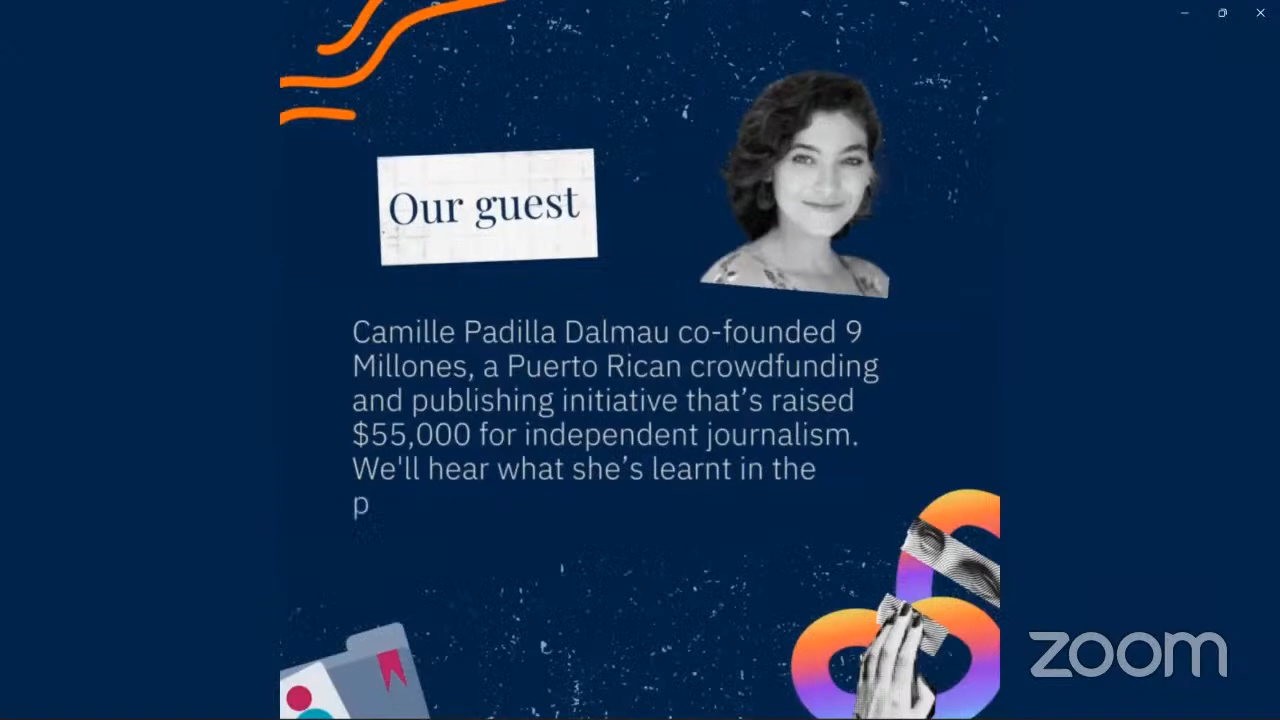 Our guest
Camille Padilla Dalmau co-founded 9
Millones, a Puerto Rican crowdfunding
and publishing initiative that’s raised
$55,000 for independent journalism.
We'll hear what she’s learnt in the
p
zoom